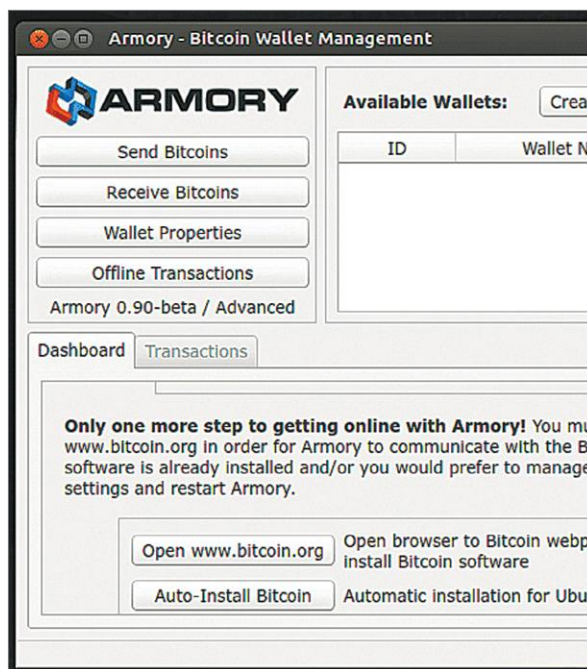 Armory - Bitcoin Wallet Management
ARMORY
Send Bitcoins
Receive Bitcoins
Wallet Properties
Offline Transactions
Armory 0.90-beta / Advanced
Available Wallets:
Crea
ID
Wallet N
Dashboard
Transactions
Only one more step to getting online with Armory! You mu
www.bitcoin.org in order for Armory to communicate with the B
software is already installed and/or you would prefer to manage
settings and restart Armory.
Open www.bitcoin.org
Open browser to Bitcoin webp
install Bitcoin software
Auto-Install Bitcoin
Automatic installation for Ubu